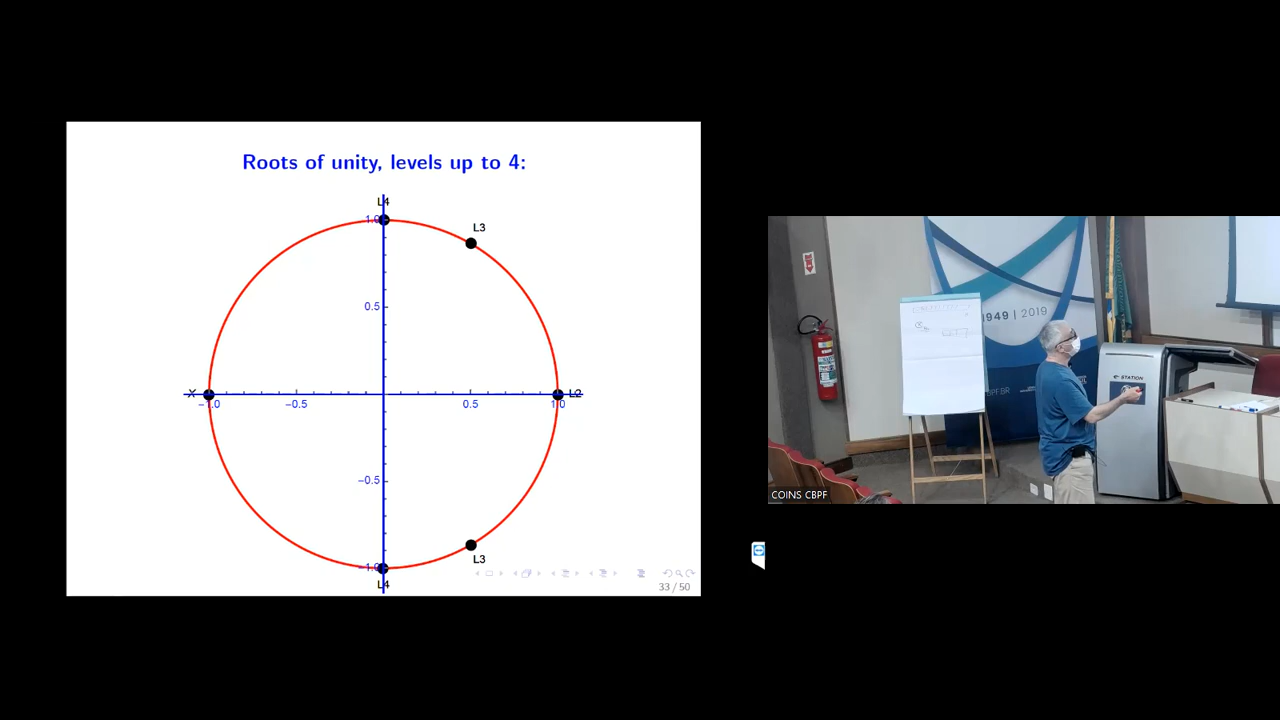 Roots of unity, levels up to 4:
L4
1.0
L3
0.5
X
-1.0
-0.5
0.5
1.0
L2
-0.5
L3
-1.0
L4
33 / 50
1949 | 2019
STATION
COINS CBPF